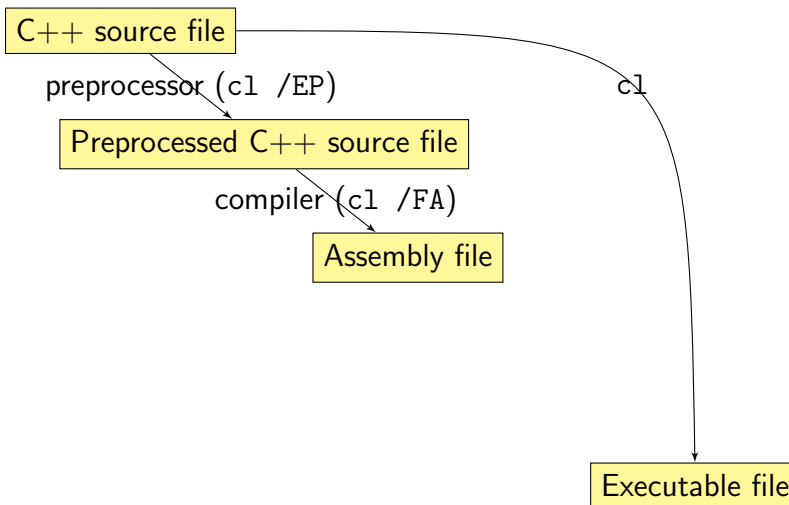 C++ source file
preprocessor (cl /EP)
cl
Preprocessed C++ source file
compiler (cl /FA)
Assembly file
Executable file